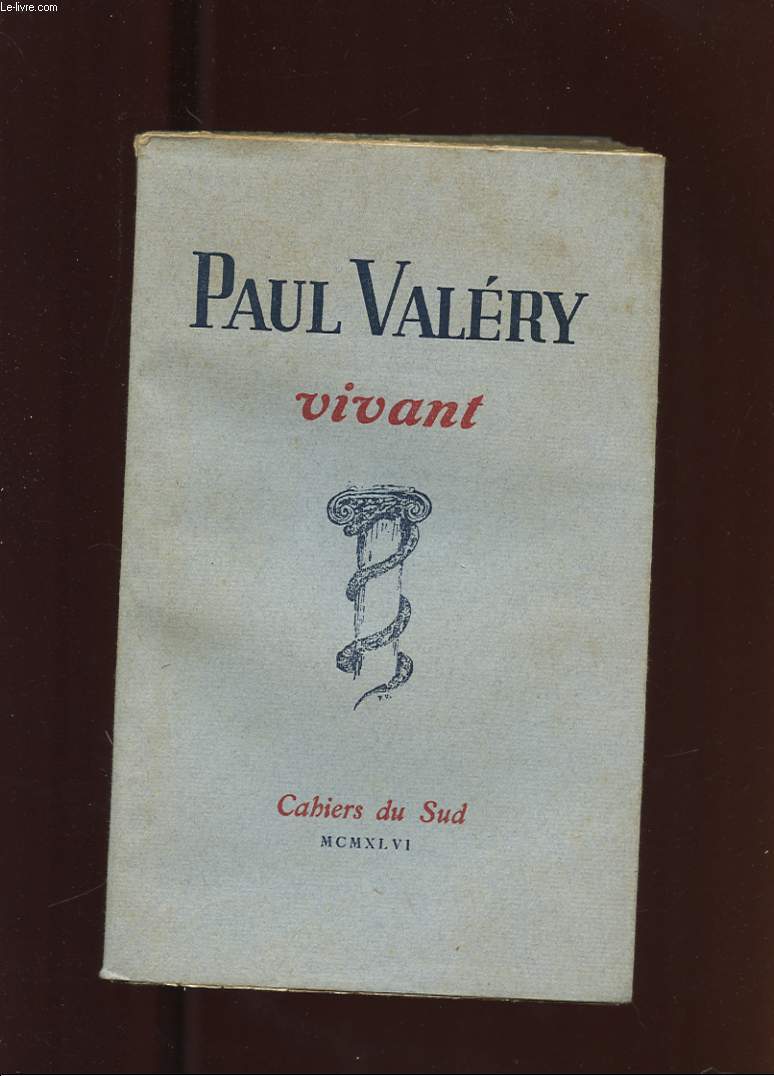 Le-livre.com
PAUL VALÉRY
vivant
P.V.
Cahiers du Sud
MCMXLVI